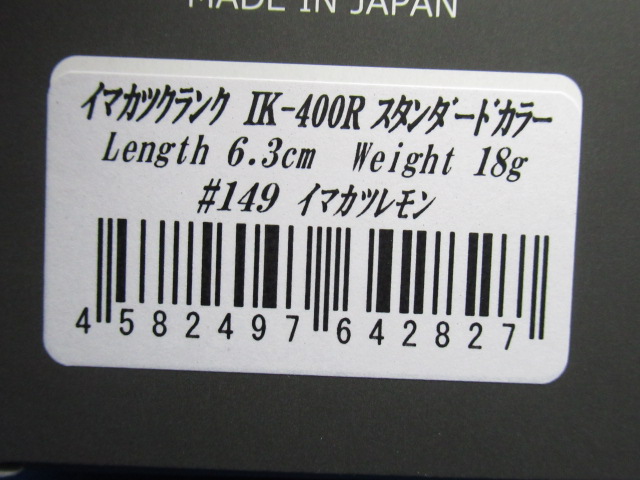 MADE IN JAPAN
イマカツクランク IK-400R スタンダードカラー
Length 6.3cm Weight 18g
#149 イマカツレモン
4 582497 642827